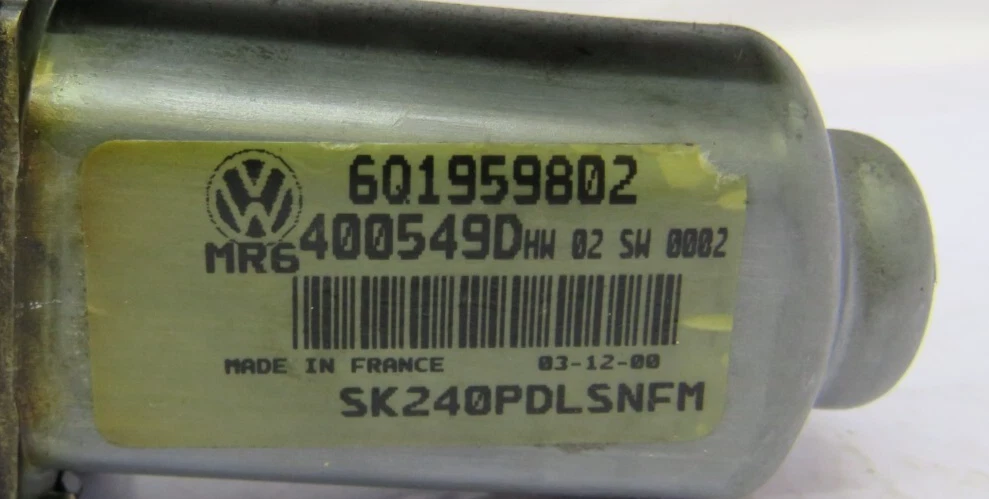 6Q1959802
MR6 400549D HW 02 SW 0002
MADE IN FRANCE 03-12-00
SK240PDLSNFM